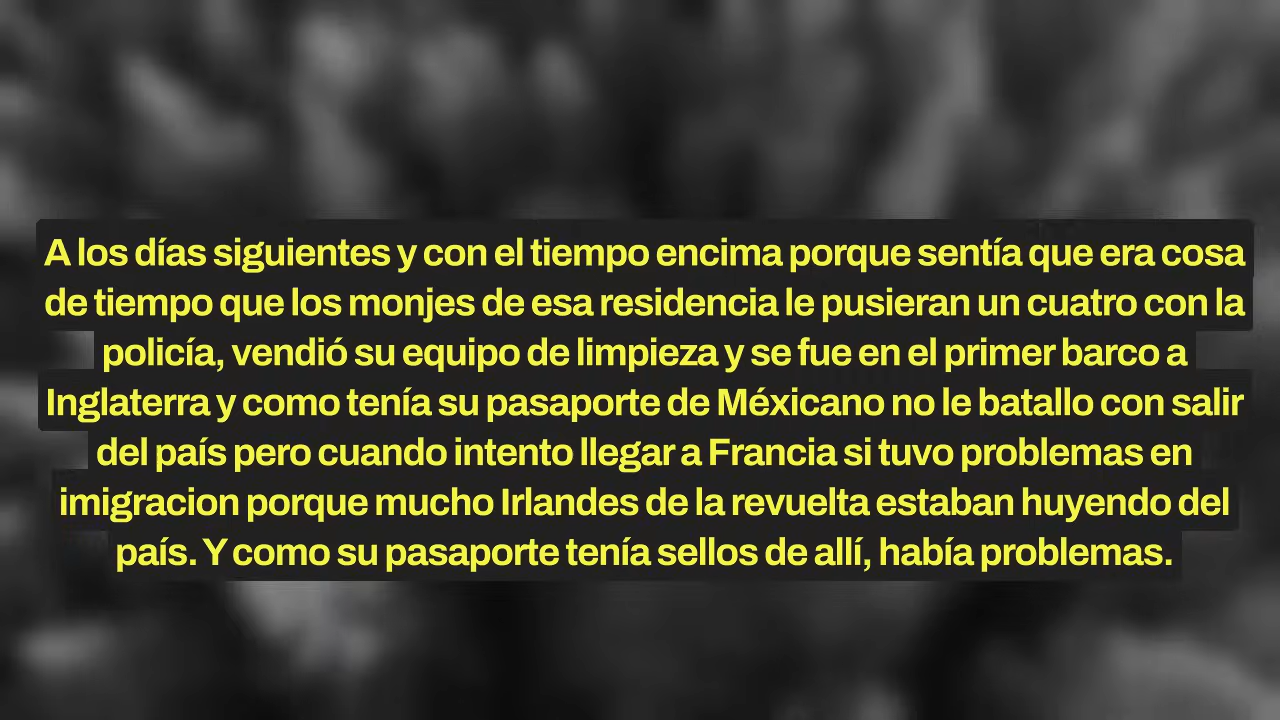 A los días siguientes y con el tiempo encima porque sentía que era cosa
de tiempo que los monjes de esa residencia le pusieran un cuatro con la
policía, vendió su equipo de limpieza y se fue en el primer barco a
Inglaterra y como tenía su pasaporte de Méxicano no le batallo con salir
del país pero cuando intento llegar a Francia si tuvo problemas en
imigracion porque mucho Irlandes de la revuelta estaban huyendo del
país. Y como su pasaporte tenía sellos de allí, había problemas.